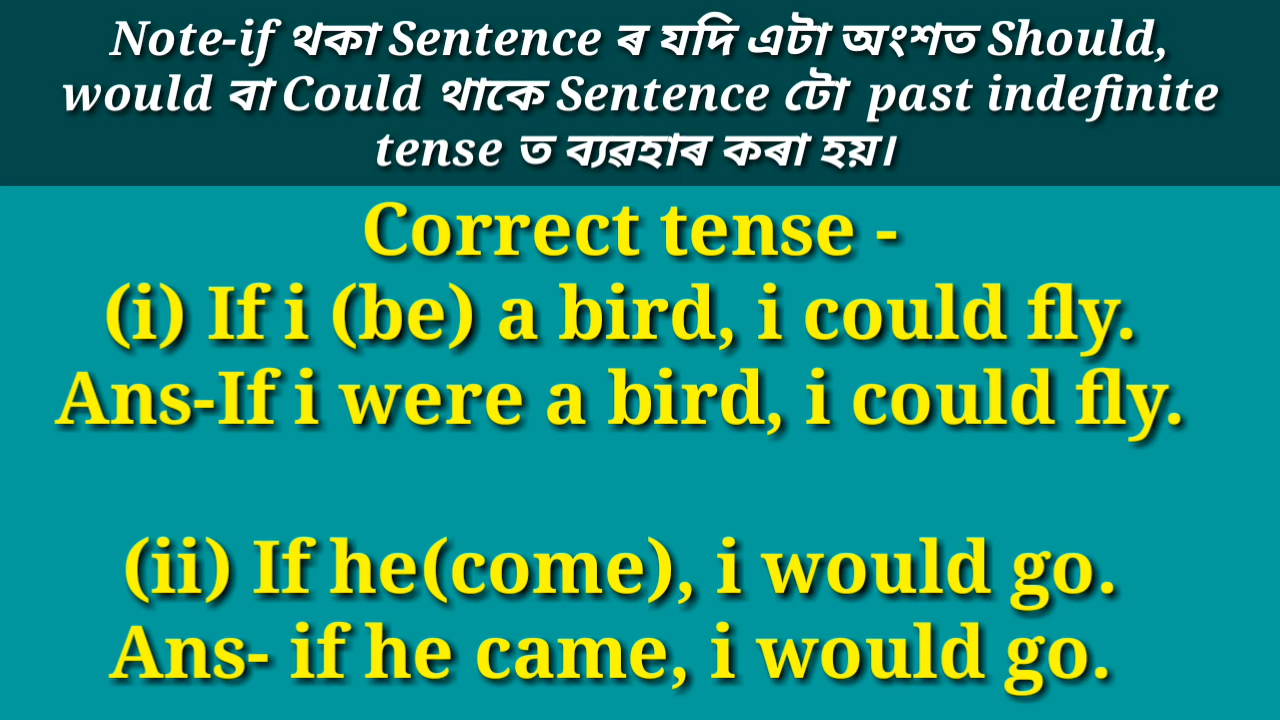 Note-if থকা Sentence ৰ যদি এটা অংশত Should,
would বা Could থাকে Sentence টো past indefinite
tense ত ব্যৱহাৰ কৰা হয়।
Correct tense -
(i) If i (be) a bird, i could fly.
Ans-If i were a bird, i could fly.
(ii) If he(come), i would go.
Ans- if he came, i would go.